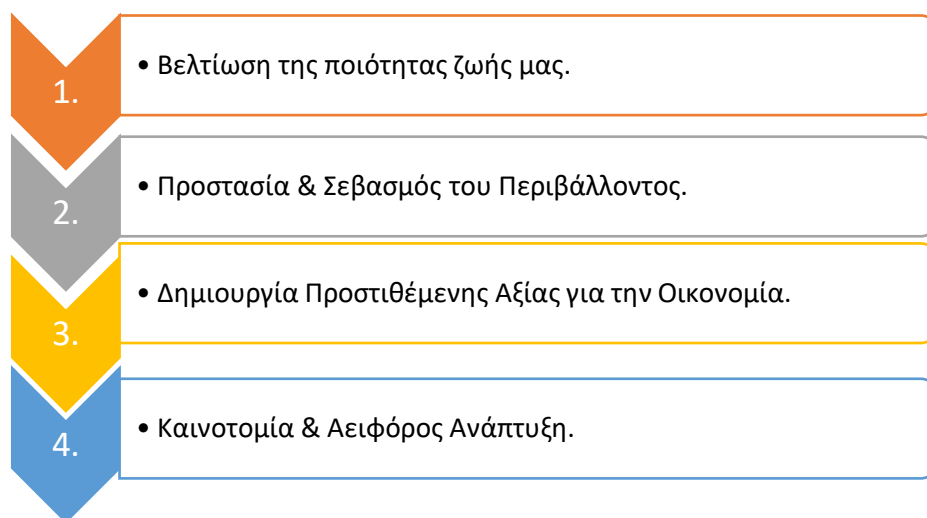 1.
• Βελτίωση της ποιότητας ζωής μας.
2.
• Προστασία & Σεβασμός του Περιβάλλοντος.
3.
• Δημιουργία Προστιθέμενης Αξίας για την Οικονομία.
4.
• Καινοτομία & Αειφόρος Ανάπτυξη.